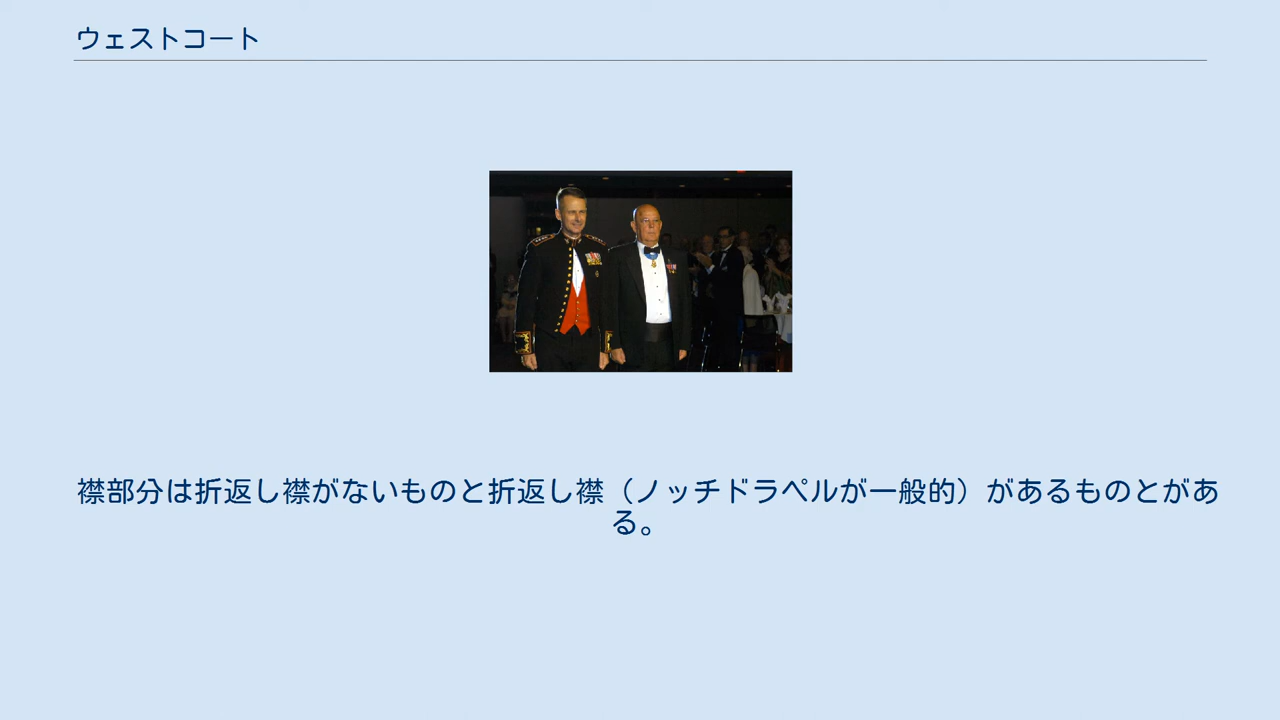 ウェストコート
襟部分は折返し襟がないものと折返し襟（ノッチドラペルが一般的）があるものとがあ
る。